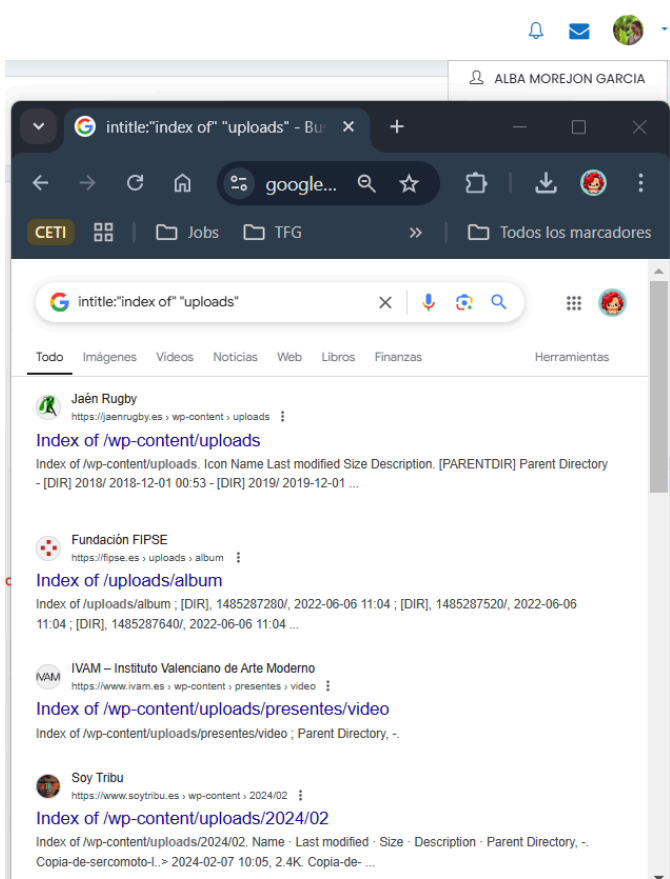 ALBA MOREJON GARCIA
intitle:"index of" "uploads" - Bus
google...
CETI
Jobs
TFG
»
Todos los marcadores
intitle:"index of" "uploads"
Todo Imágenes Vídeos Noticias Web Libros Finanzas Herramientas
Jaén Rugby
https://jaenrugby.es › wp-content › uploads
Index of /wp-content/uploads
Index of /wp-content/uploads. Icon Name Last modified Size Description. [PARENTDIR] Parent Directory
- [DIR] 2018/ 2018-12-01 00:53 - [DIR] 2019/ 2019-12-01 ...
Fundación FIPSE
https://fipse.es › uploads › album
Index of /uploads/album
Index of /uploads/album ; [DIR], 1485287280/, 2022-06-06 11:04 ; [DIR], 1485287520/, 2022-06-06
11:04 ; [DIR], 1485287640/, 2022-06-06 11:04 ...
IVAM
IVAM – Instituto Valenciano de Arte Moderno
https://www.ivam.es › wp-content › presentes › video
Index of /wp-content/uploads/presentes/video
Index of /wp-content/uploads/presentes/video ; Parent Directory, -.
Soy Tribu
https://www.soytribu.es › wp-content › 2024/02
Index of /wp-content/uploads/2024/02
Index of /wp-content/uploads/2024/02. Name · Last modified · Size · Description · Parent Directory, -.
Copia-de-sercomoto-l..> 2024-02-07 10:05, 2.4K. Copia-de- ...